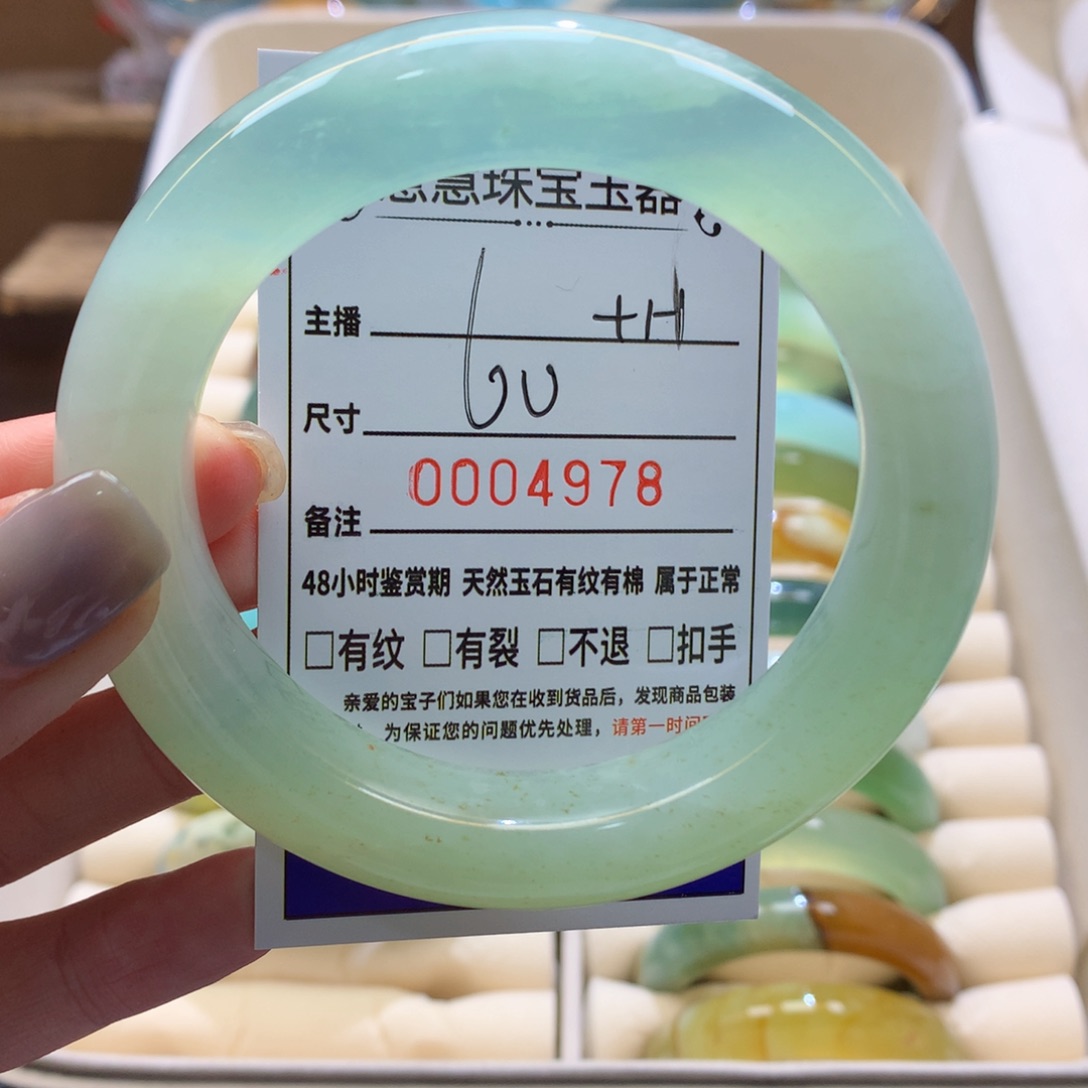 急珠宝玉器
主播
尺寸 60
0004978
备注
48小时鉴赏期 天然玉石有纹有棉 属于正常
□有纹 □有裂 □不退 □扣手
亲爱的宝子们如果您在收到货品后，发现商品包装
为保证您的问题优先处理，请第一时间